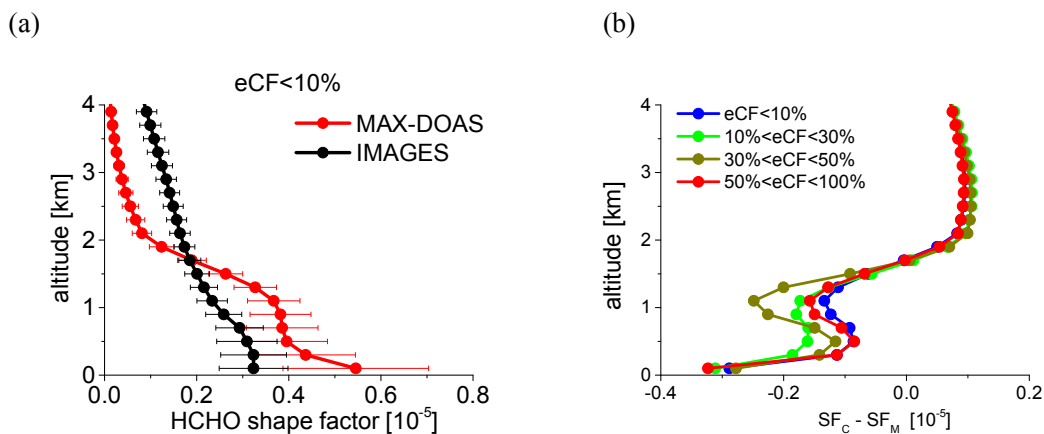 (a)
(b)
eCF<10%
MAX-DOAS
IMAGES
4
3
2
1
0
altitude [km]
0.0 0.2 0.4 0.6 0.8
HCHO shape factor [10⁻⁵]
eCF<10%
10%<eCF<30%
30%<eCF<50%
50%<eCF<100%
4
3
2
1
0
altitude [km]
-0.4 -0.2 0.0 0.2
SF_C - SF_M [10⁻⁵]